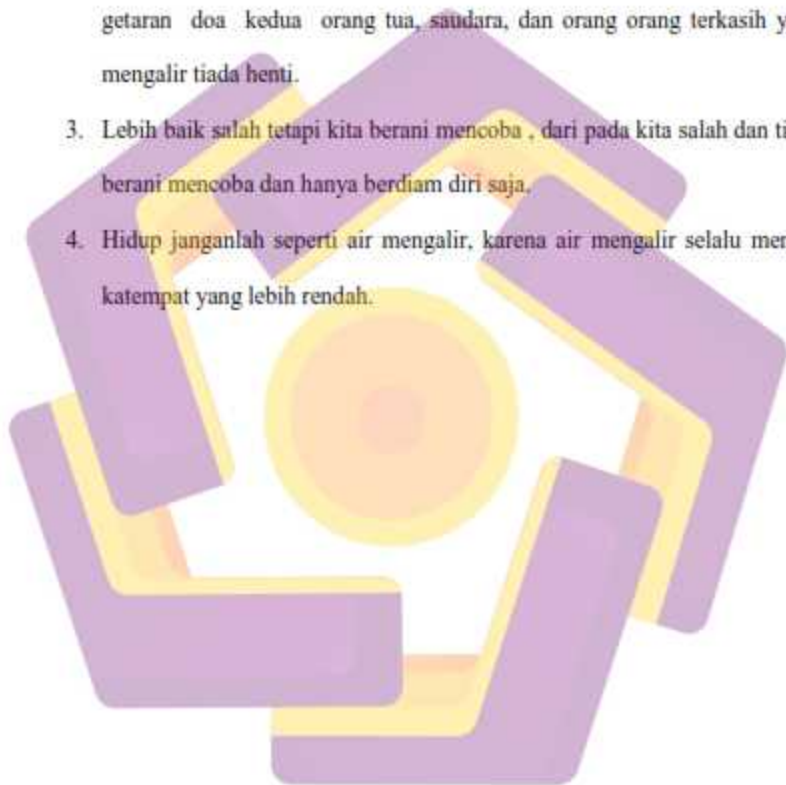 getaran doa kedua orang tua, saudara, dan orang orang terkasih y
mengalir tiada henti.
3. Lebih baik salah tetapi kita berani mencoba , dari pada kita salah dan ti
berani mencoba dan hanya berdiam diri saja.
4. Hidup janganlah seperti air mengalir, karena air mengalir selalu men
katempat yang lebih rendah.